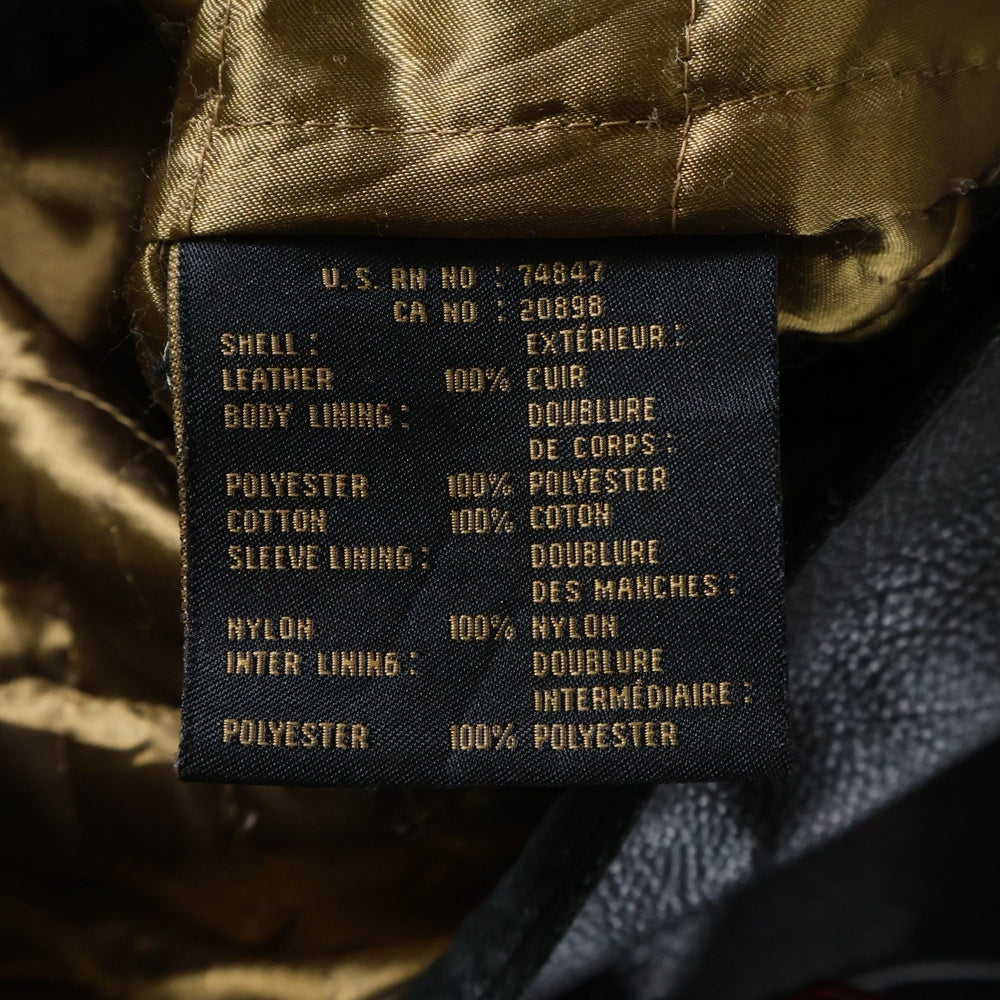 U.S. RN NO : 74847
CA NO : 20898
SHELL : EXTÉRIEUR :
LEATHER 100% CUIR
BODY LINING : DOUBLURE
DE CORPS :
POLYESTER 100% POLYESTER
COTTON 100% COTON
SLEEVE LINING : DOUBLURE
DES MANCHES :
NYLON 100% NYLON
INTER LINING : DOUBLURE
INTERMÉDIAIRE :
POLYESTER 100% POLYESTER